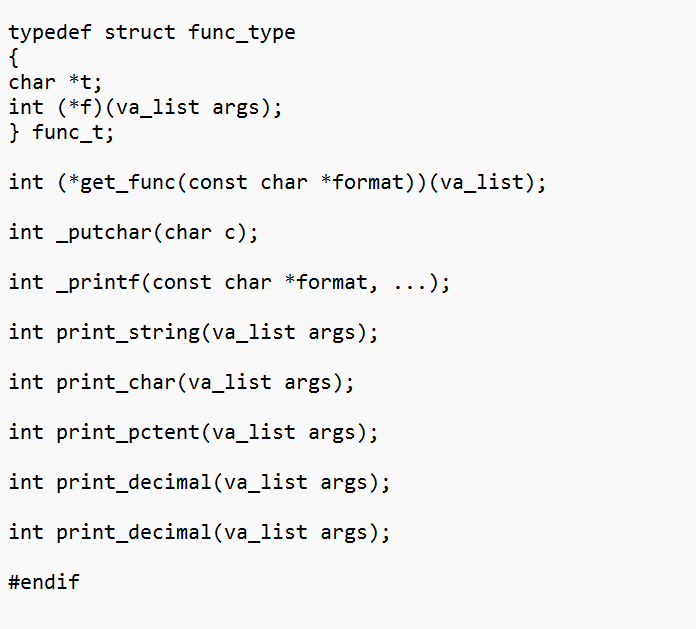 typedef struct func_type
{
char *t;
int (*f)(va_list args);
} func_t;
int (*get_func(const char *format))(va_list);
int _putchar(char c);
int _printf(const char *format, ...);
int print_string(va_list args);
int print_char(va_list args);
int print_pctent(va_list args);
int print_decimal(va_list args);
int print_decimal(va_list args);
#endif